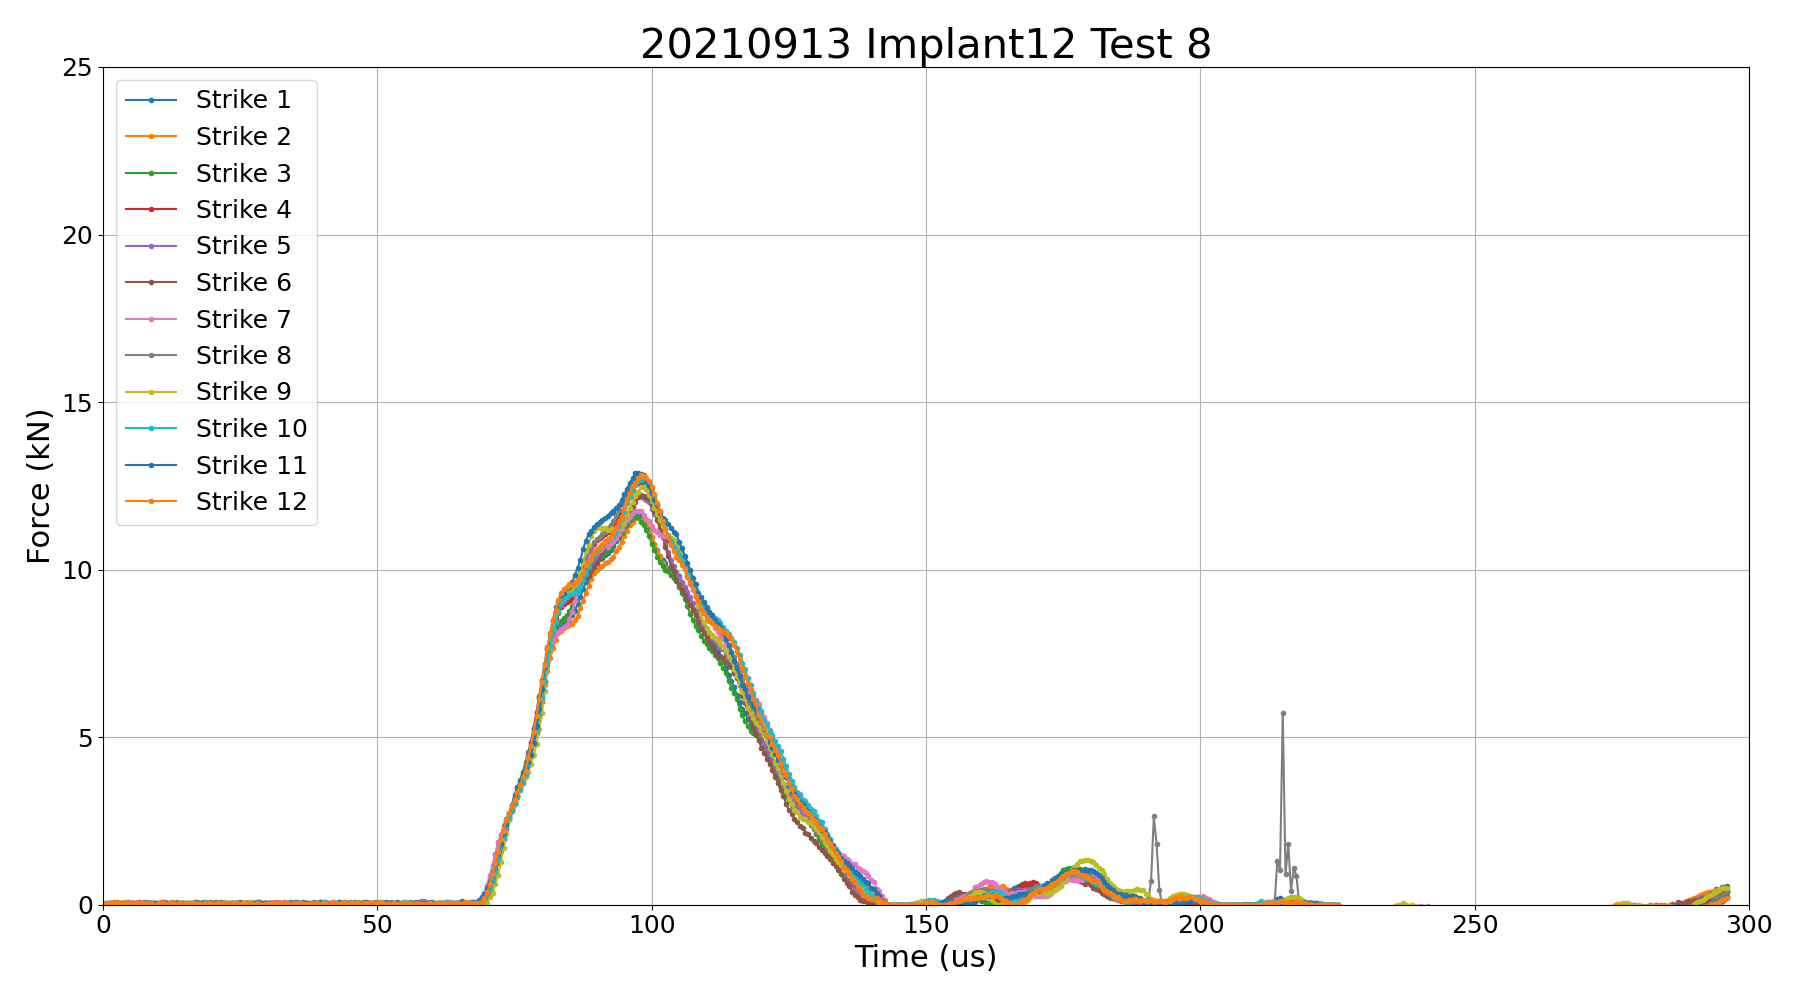 20210913 Implant12 Test 8
25
20
15
10
5
0
Force (kN)
Strike 1
Strike 2
Strike 3
Strike 4
Strike 5
Strike 6
Strike 7
Strike 8
Strike 9
Strike 10
Strike 11
Strike 12
0 50 100 150 200 250 300
Time (us)